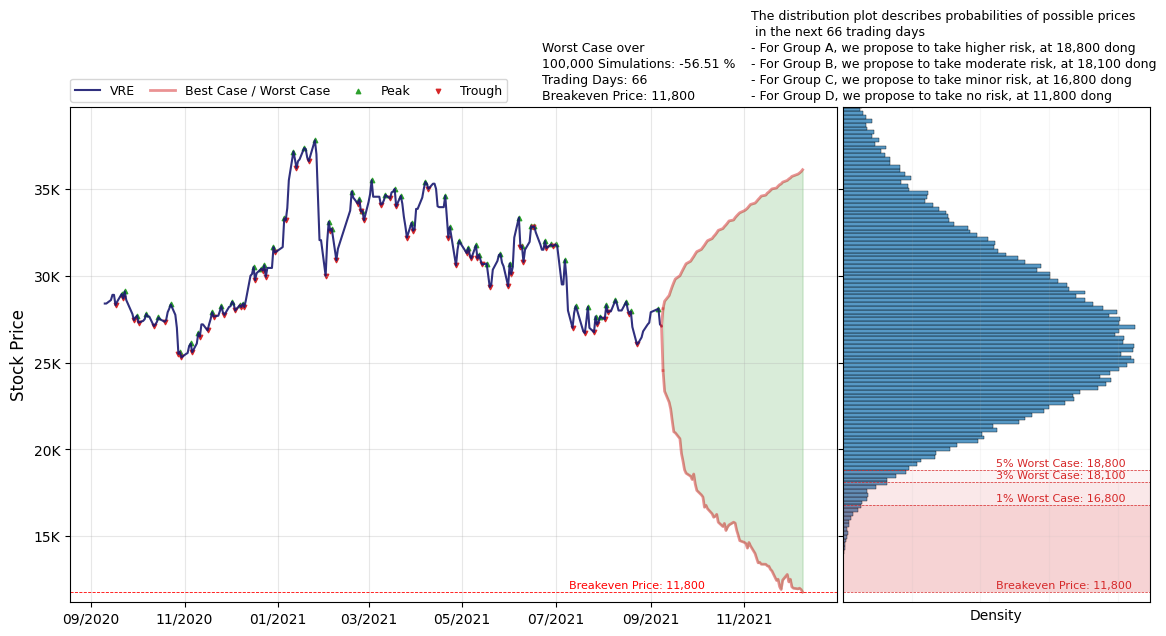 The distribution plot describes probabilities of possible prices
in the next 66 trading days
Worst Case over
- For Group A, we propose to take higher risk, at 18,800 dong
100,000 Simulations: -56.51 %
- For Group B, we propose to take moderate risk, at 18,100 dong
Trading Days: 66
- For Group C, we propose to take minor risk, at 16,800 dong
Breakeven Price: 11,800
- For Group D, we propose to take no risk, at 11,800 dong
VRE
Best Case / Worst Case
Peak
Trough
Stock Price
35K
30K
25K
20K
15K
5% Worst Case: 18,800
3% Worst Case: 18,100
1% Worst Case: 16,800
Breakeven Price: 11,800
Breakeven Price: 11,800
09/2020
11/2020
01/2021
03/2021
05/2021
07/2021
09/2021
11/2021
Density